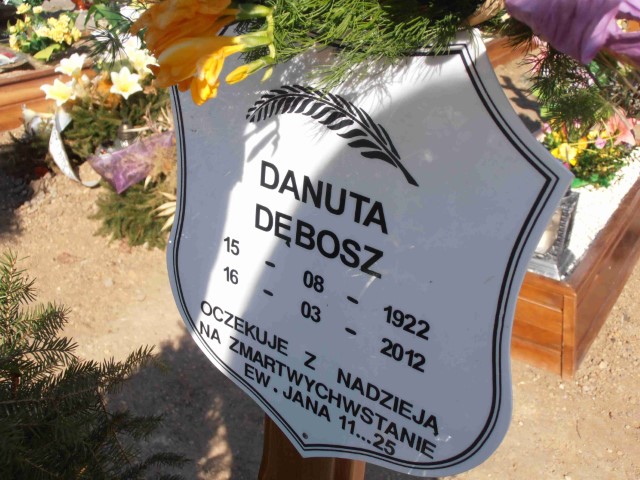 DANUTA
DĘBOSZ
15 - 08 - 1922
16 - 03 - 2012
OCZEKUJE Z NADZIEJĄ
NA ZMARTWYCHWSTANIE
EW. JANA 11...25